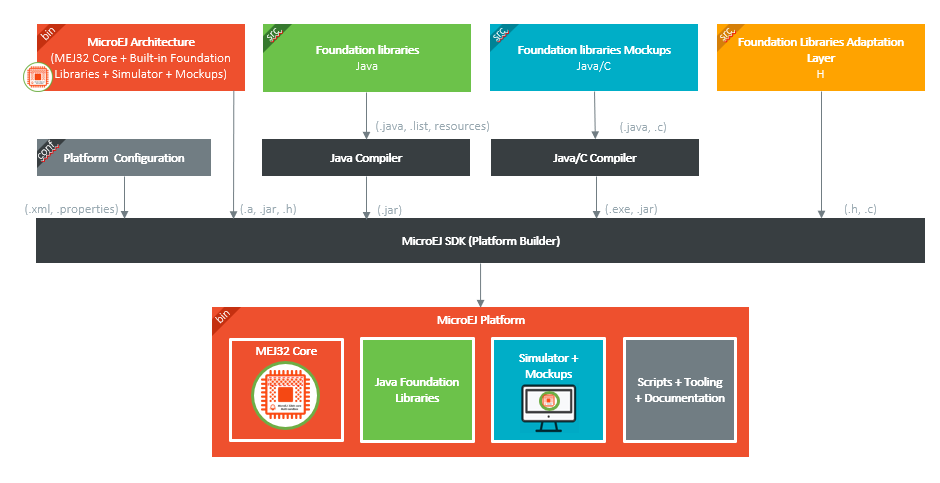 bin
MicroEJ Architecture
(MEJ32 Core + Built-in Foundation
Libraries + Simulator + Mockups)
src
Foundation libraries
Java
src
Foundation libraries Mockups
Java/C
src
Foundation Libraries Adaptation
Layer
H
(.java, .list, resources)
(.java, .c)
conf
Platform Configuration
Java Compiler
Java/C Compiler
(.xml, .properties)
(.a, .jar, .h)
(.jar)
(.exe, .jar)
(.h, .c)
MicroEJ SDK (Platform Builder)
bin
MicroEJ Platform
MEJ32 Core
Java Foundation
Libraries
Simulator +
Mockups
Scripts + Tooling
+ Documentation